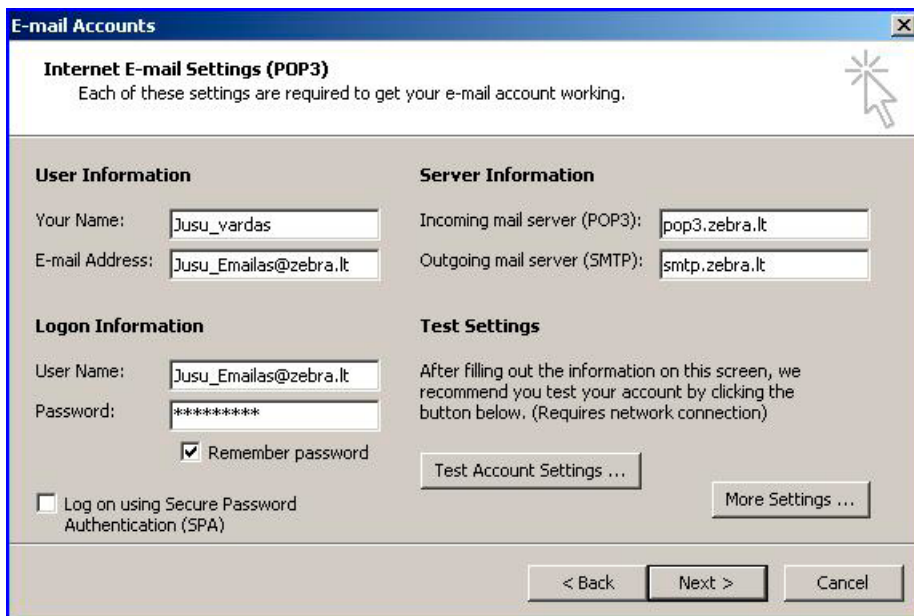 E-mail Accounts
Internet E-mail Settings (POP3)
Each of these settings are required to get your e-mail account working.
User Information
Your Name: Jusu_vardas
E-mail Address: Jusu_Emailas@zebra.lt
Server Information
Incoming mail server (POP3): pop3.zebra.lt
Outgoing mail server (SMTP): smtp.zebra.lt
Logon Information
User Name: Jusu_Emailas@zebra.lt
Password: *********
Remember password
Log on using Secure Password
Authentication (SPA)
Test Settings
After filling out the information on this screen, we
recommend you test your account by clicking the
button below. (Requires network connection)
Test Account Settings ...
More Settings ...
< Back
Next >
Cancel